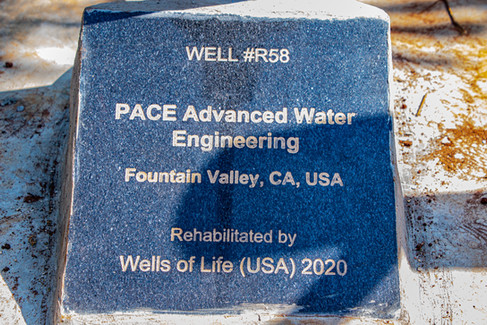 WELL #R58
PACE Advanced Water
Engineering
Fountain Valley, CA, USA
Rehabilitated by
Wells of Life (USA) 2020